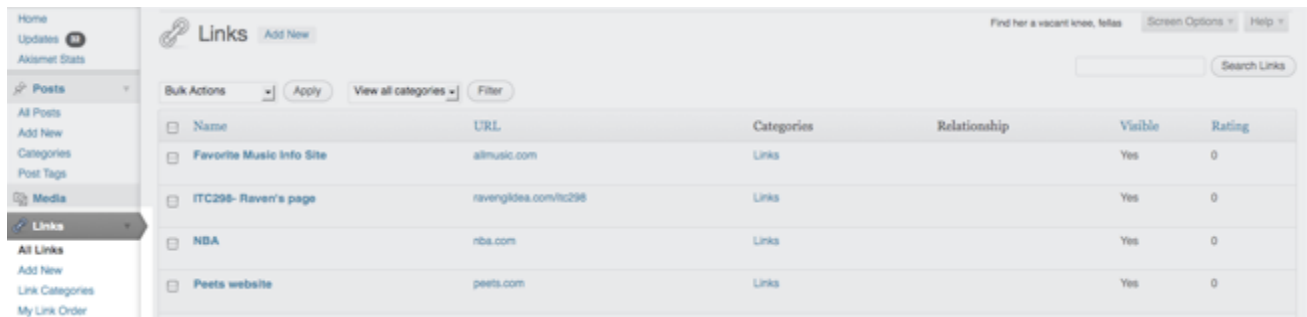 Home
Updates
Akismet Stats
Posts
All Posts
Add New
Categories
Post Tags
Media
Links
All Links
Add New
Link Categories
My Link Order
Links Add New
Find her a vacant knee, fellas Screen Options Help
Search Links
Bulk Actions Apply View all categories Filter
Name URL Categories Relationship Visible Rating
Favorite Music Info Site allmusic.com Links Yes 0
ITC298- Raven's page ravengildea.com/itc298 Links Yes 0
NBA nba.com Links Yes 0
Peets website peets.com Links Yes 0